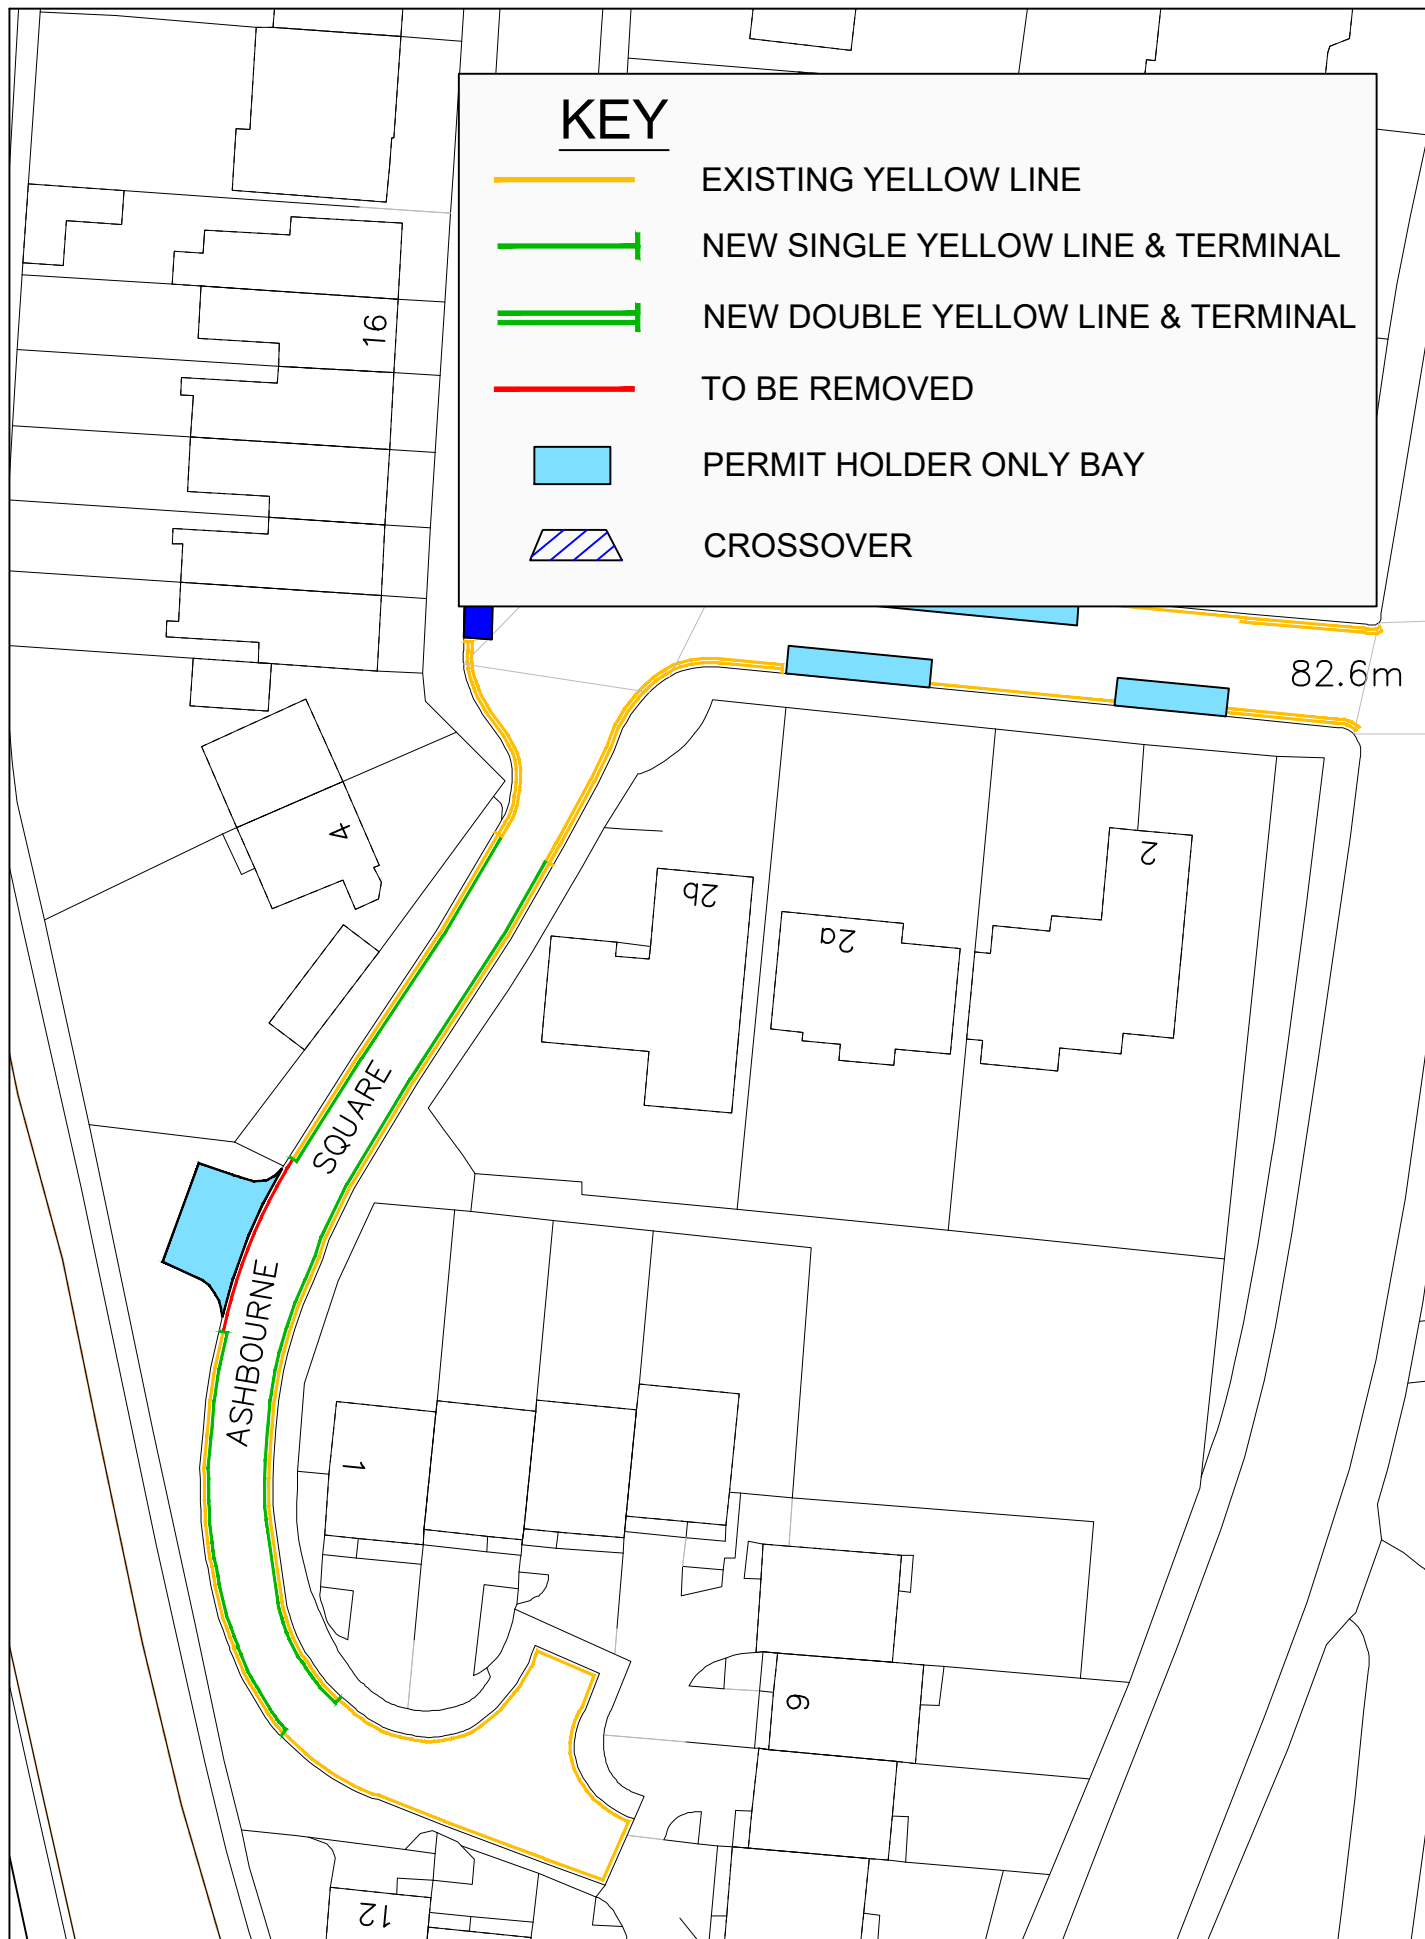 KEY
EXISTING YELLOW LINE
NEW SINGLE YELLOW LINE & TERMINAL
NEW DOUBLE YELLOW LINE & TERMINAL
TO BE REMOVED
PERMIT HOLDER ONLY BAY
CROSSOVER
16
82.6m
4
2
2b
2a
ASHBOURNE SQUARE
1
6
12